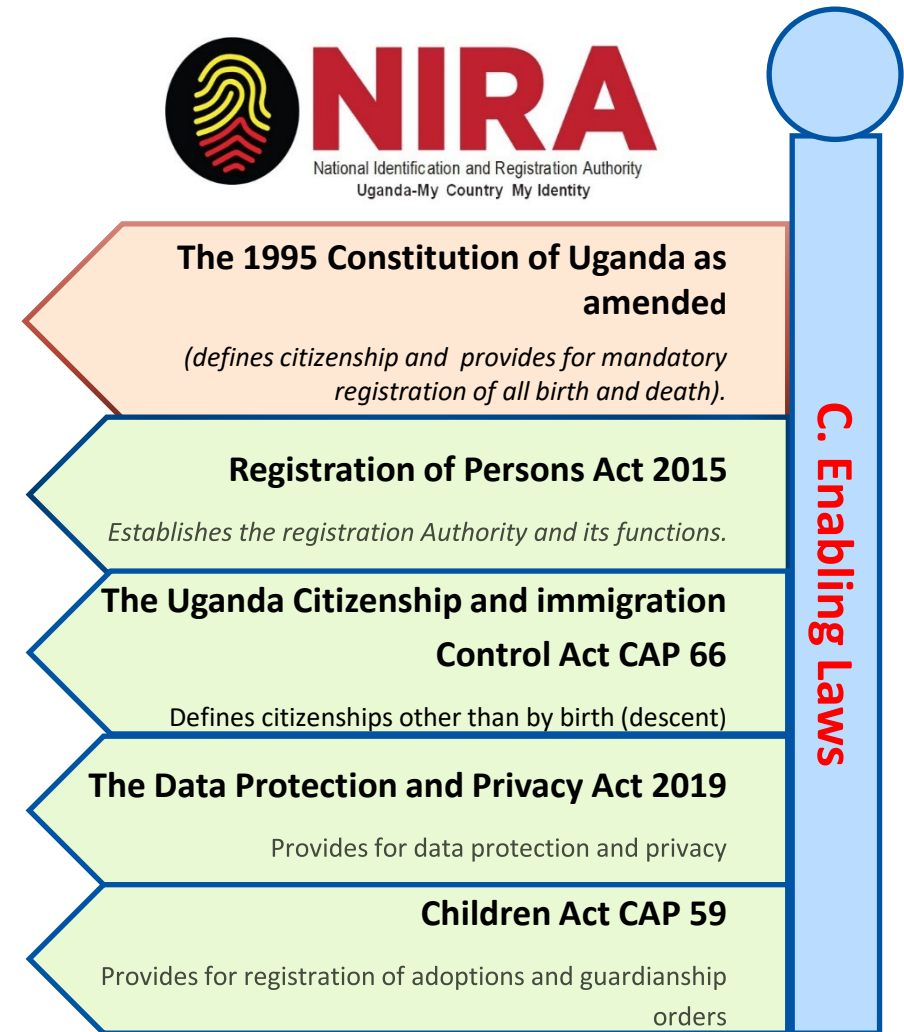 NIRA
National Identification and Registration Authority
Uganda-My Country My Identity
The 1995 Constitution of Uganda as
amended
(defines citizenship and provides for mandatory
registration of all birth and death).
Registration of Persons Act 2015
Establishes the registration Authority and its functions.
The Uganda Citizenship and immigration
Control Act CAP 66
Defines citizenships other than by birth (descent)
The Data Protection and Privacy Act 2019
Provides for data protection and privacy
Children Act CAP 59
Provides for registration of adoptions and guardianship
orders
C. Enabling Laws